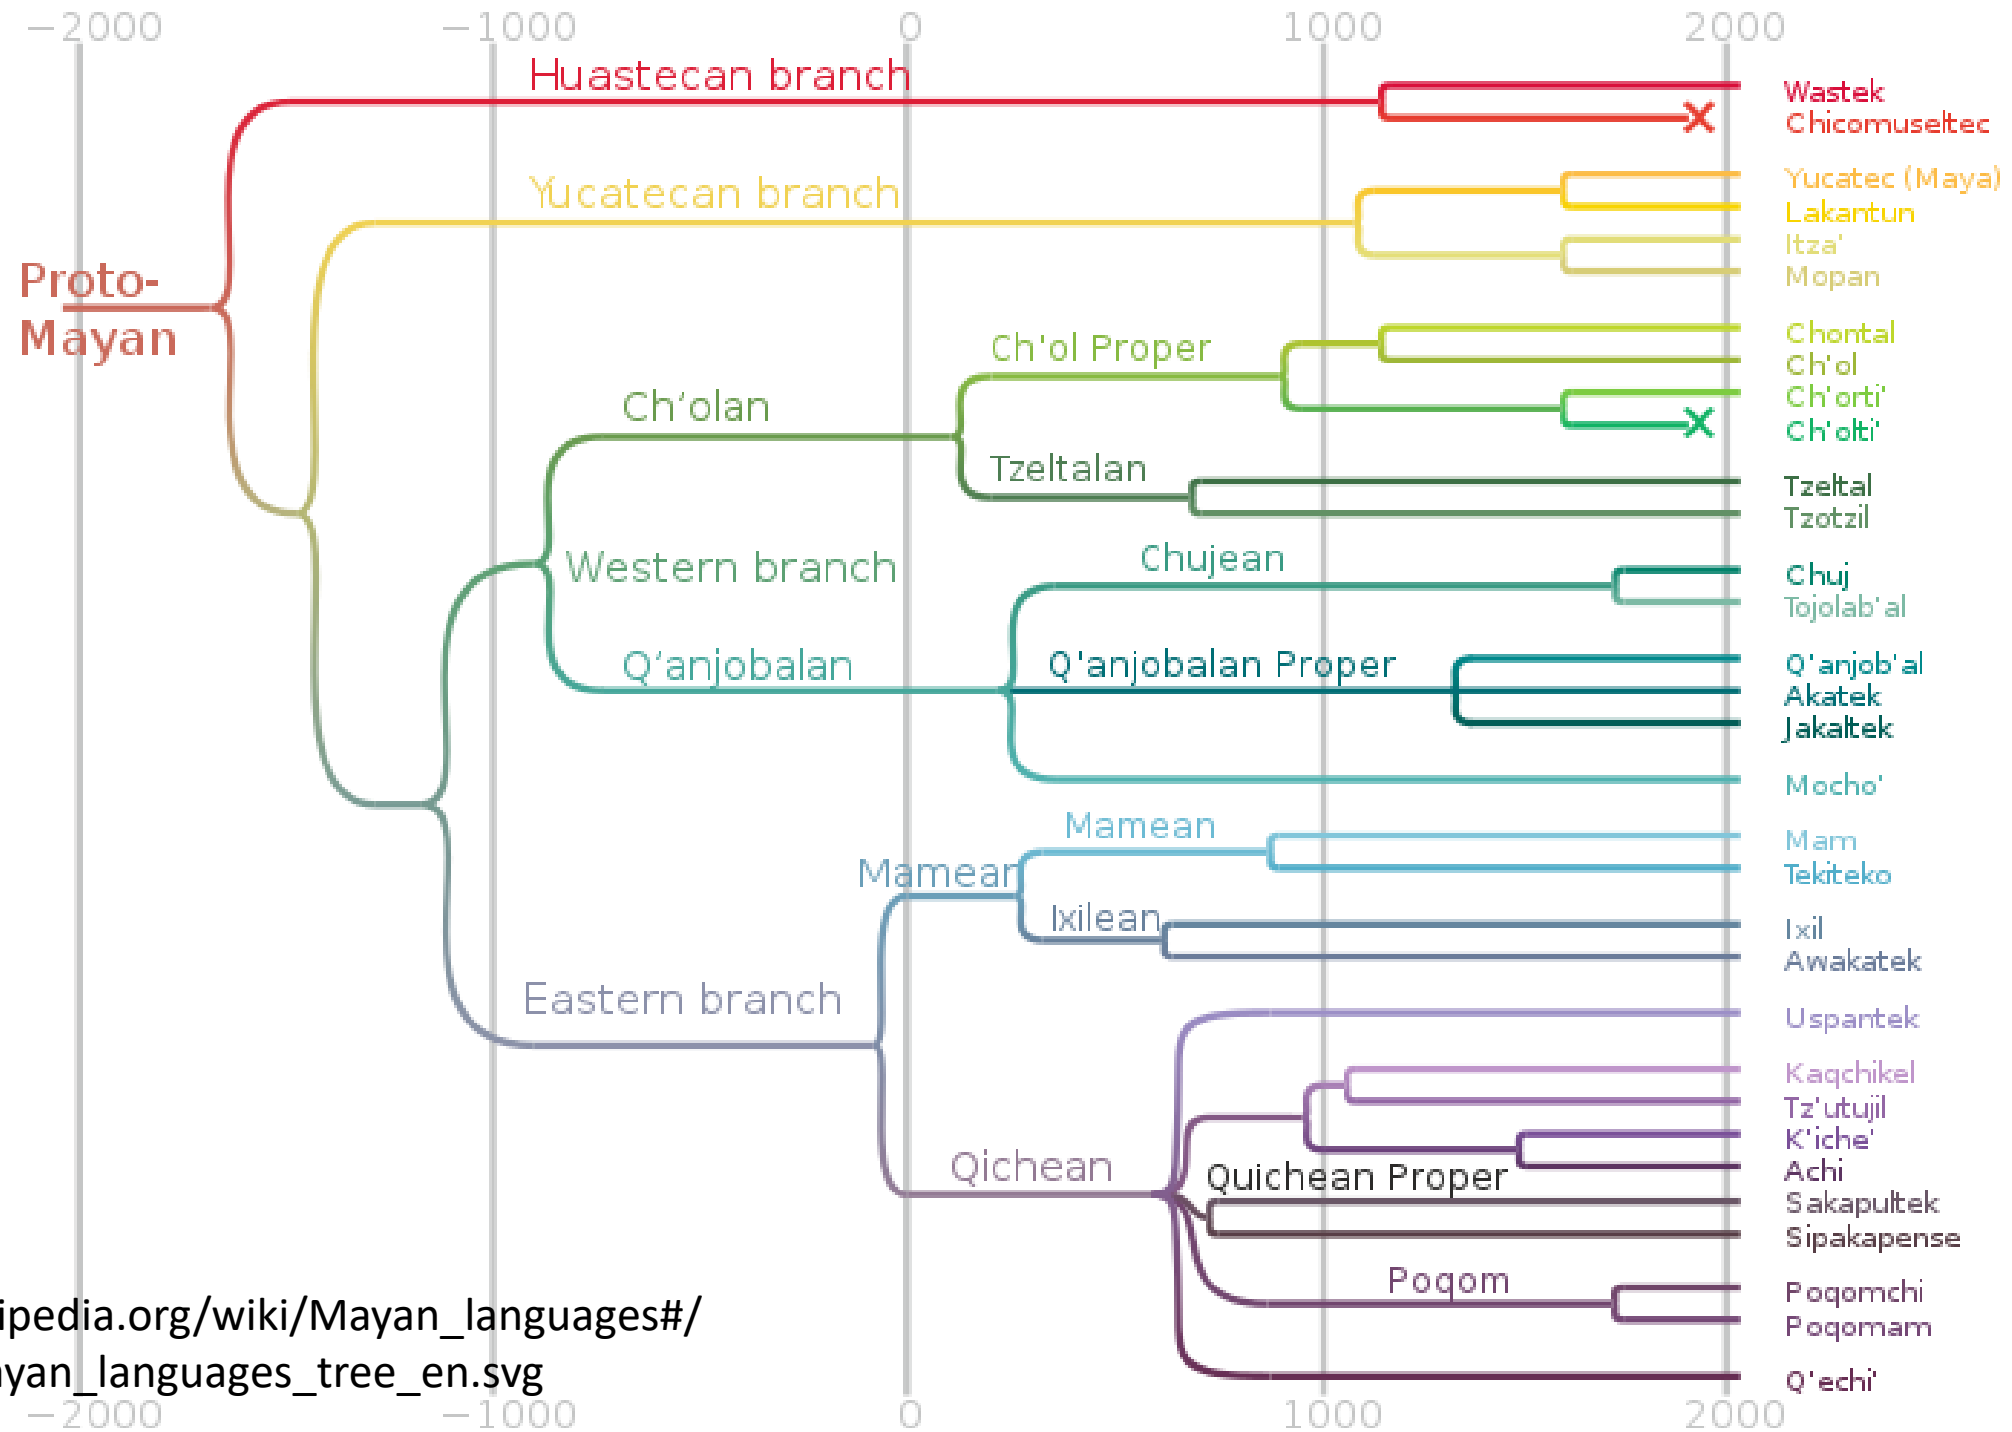 −2000 −1000 0 1000 2000
Huastecan branch
Wastek
Chicomuseltec
Yucatecan branch
Yucatec (Maya)
Lakantun
Itza'
Mopan
Proto-
Mayan
Ch'ol Proper
Chontal
Ch'ol
Ch'orti'
Ch'olti'
Ch’olan
Tzeltalan
Tzeltal
Tzotzil
Western branch
Chujean
Chuj
Tojolab'al
Q’anjobalan
Q'anjobalan Proper
Q'anjob'al
Akatek
Jakaltek
Mocho'
Mamean
Mam
Tekiteko
Mamean
Ixilean
Ixil
Awakatek
Eastern branch
Uspantek
Kaqchikel
Tz'utujil
K'iche'
Achi
Qichean
Quichean Proper
Sakapultek
Sipakapense
Poqom
Poqomchi
Poqomam
Q'echi'
ipedia.org/wiki/Mayan_languages#/
ayan_languages_tree_en.svg
−2000 −1000 0 1000 2000